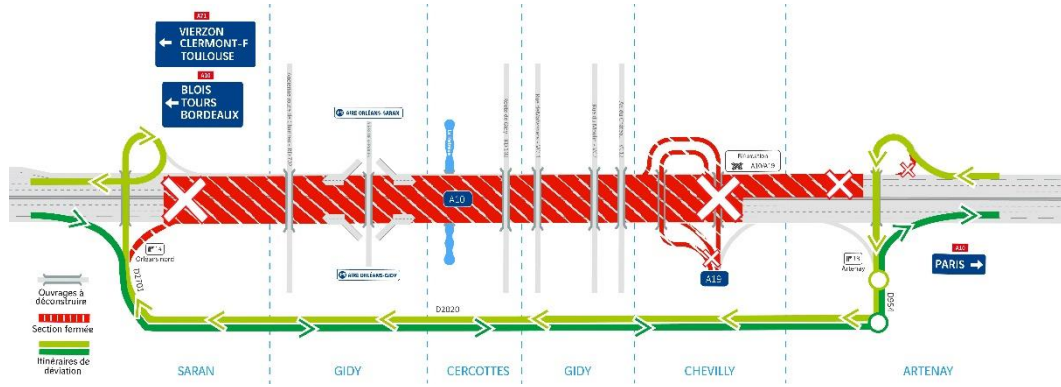 A71
VIERZON
CLERMONT-F
TOULOUSE
A10
BLOIS
TOURS
BORDEAUX
AIRE ORLÉANS-SARAN
A10
AIRE ORLÉANS-GIDY
Bifurcation
A10/A19
A19
14
Orléans nord
D2701
13
Artenay
D954
A10
PARIS
D2020
Ouvrages à
déconstruire
Section fermée
Itinéraires de
déviation
SARAN
GIDY
CERCOTTES
GIDY
CHEVILLY
ARTENAY